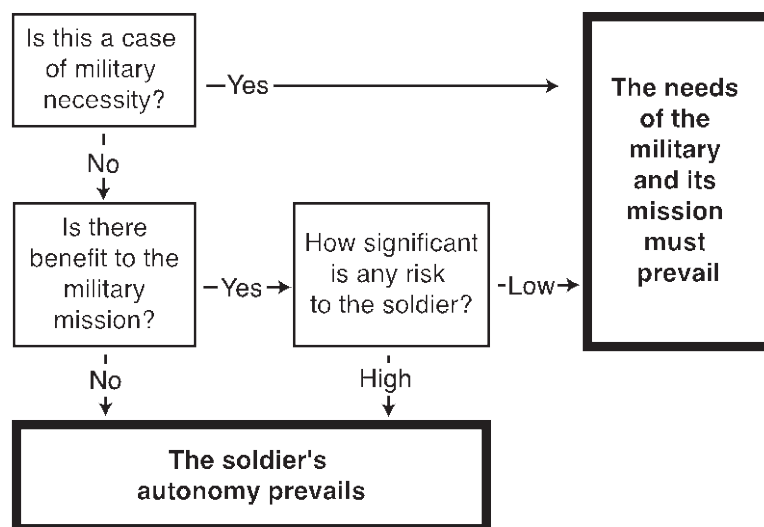 Is this a case
of military
necessity?
Yes
The needs
of the
military
and its
mission
must
prevail
No
Is there
benefit to the
military
mission?
Yes
How significant
is any risk
to the soldier?
Low
No
High
The soldier's
autonomy prevails